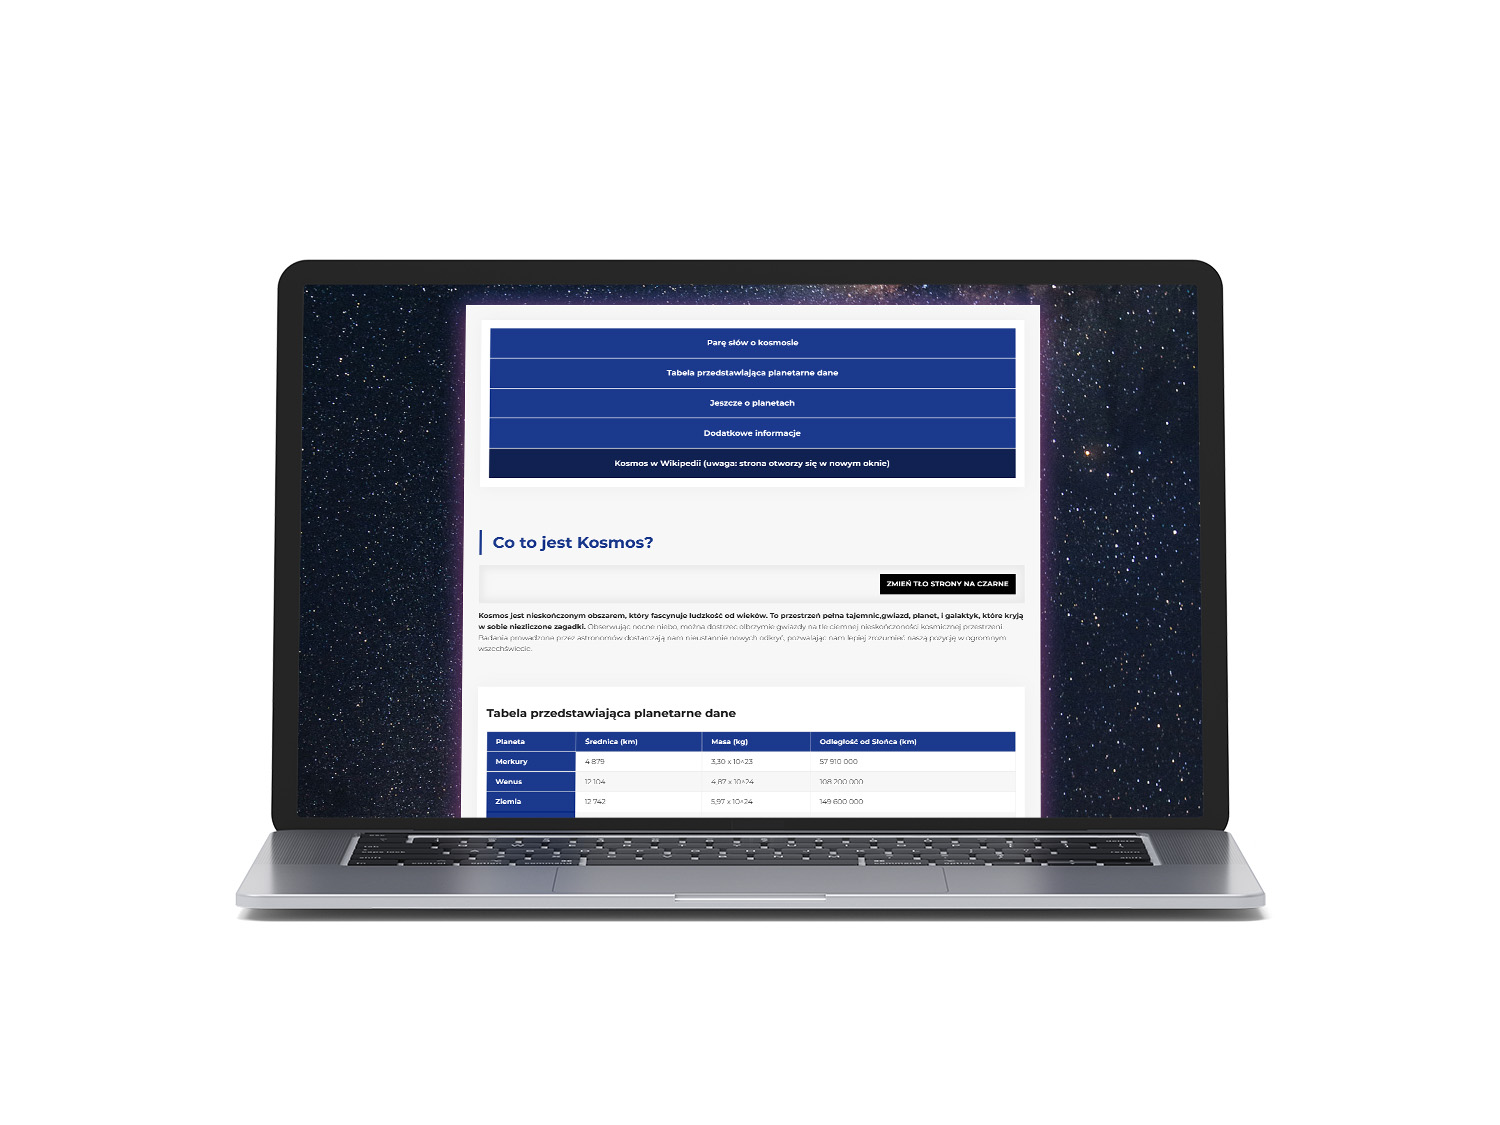 Parę słów o kosmosie
Tabela przedstawiająca planetarne dane
Jeszcze o planetach
Dodatkowe informacje
Kosmos w Wikipedii (uwaga: strona otworzy się w nowym oknie)
Co to jest Kosmos?
ZMIEŃ TŁO STRONY NA CZARNE
Kosmos jest nieskończonym obszarem, który fascynuje ludzkość od wieków. To przestrzeń pełna tajemnic,gwiazd, planet, i galaktyk, które kryją
w sobie niezliczone zagadki. Obserwując nocne niebo, można dostrzec olbrzymie gwiazdy na tle ciemnej nieskończoności kosmicznej przestrzeni.
Badania prowadzone przez astronomów dostarczają nam nieustannie nowych odkryć, pozwalając nam lepiej zrozumieć naszą pozycję w ogromnym
wszechświecie.
Tabela przedstawiająca planetarne dane
Planeta Średnica (km) Masa (kg) Odległość od Słońca (km)
Merkury 4 879 3,30 x 10^23 57 910 000
Wenus 12 104 4,87 x 10^24 108 200 000
Ziemia 12 742 5,97 x 10^24 149 600 000